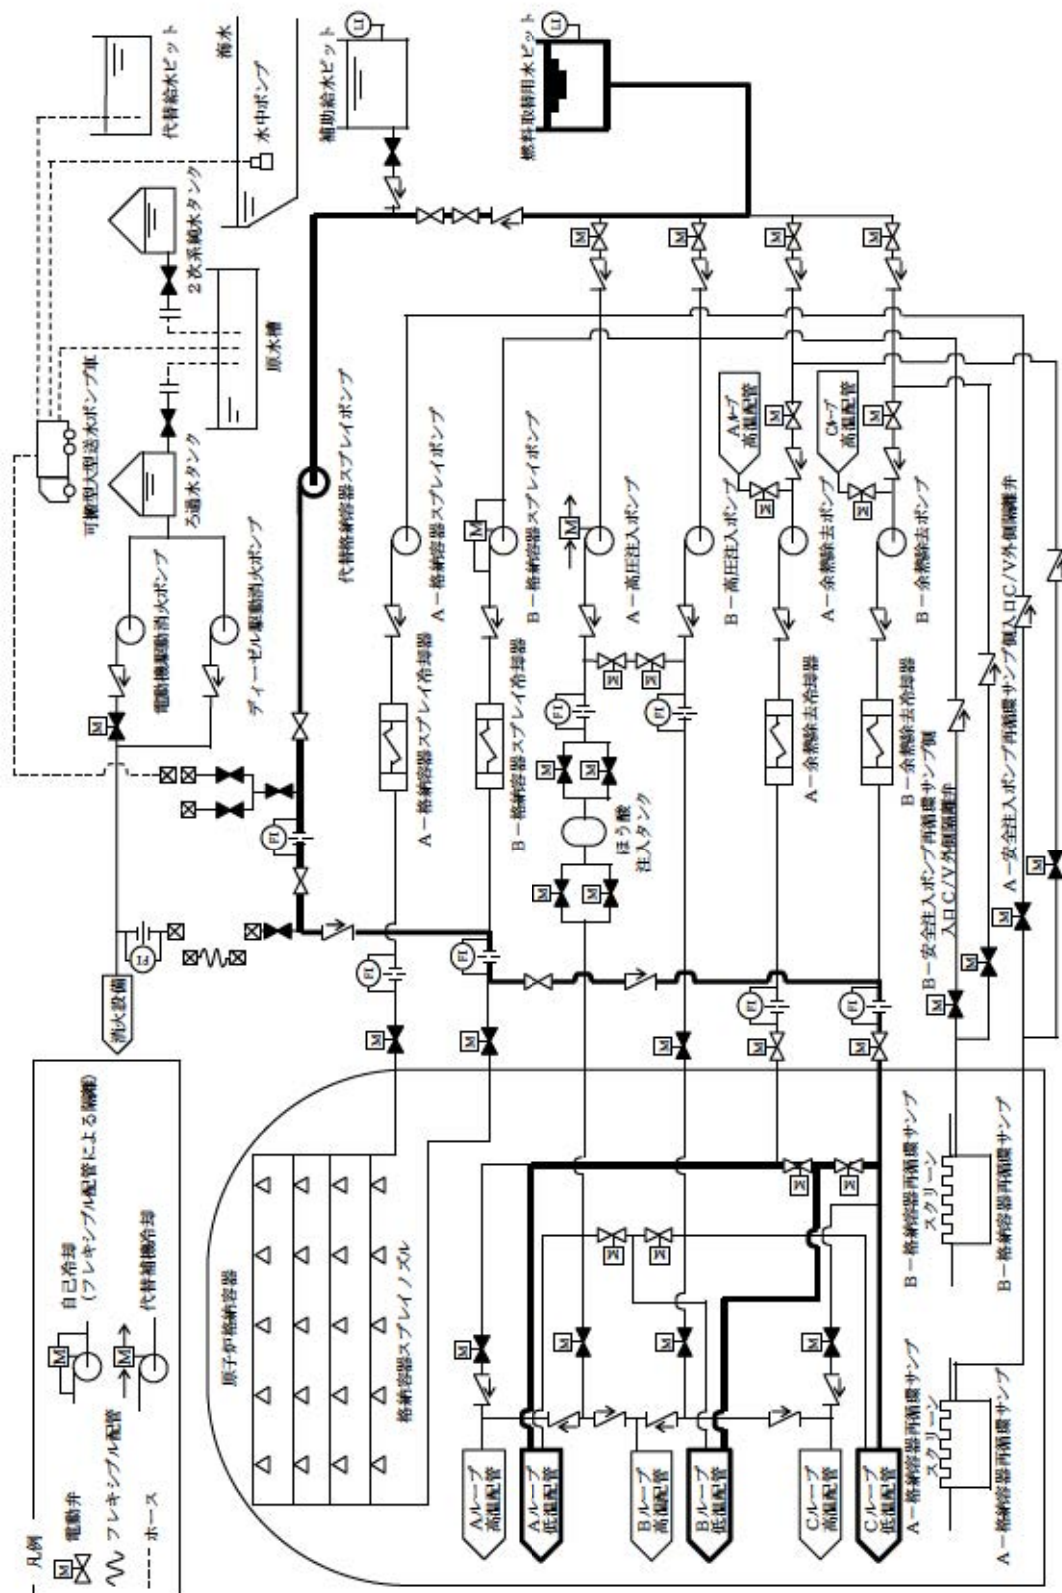 凡例
M
電動弁
フレキシブル配管
ホース
M
自己冷却
(フレキシブル配管による隔離)
M
代替補機冷却
消火設備
FI
M
電動機駆動消火ポンプ
ディーゼル駆動消火ポンプ
ろ過水タンク
可搬型大型送水ポンプ車
原水槽
2次系純水タンク
代替給水ピット
海水
水中ポンプ
補助給水ピット
LI
燃料取替用水ピット
LI
代替格納容器スプレイポンプ
FI
A-格納容器スプレイポンプ
A-格納容器スプレイ冷却器
FI
M
B-格納容器スプレイポンプ
M
B-格納容器スプレイ冷却器
FI
M
A-高圧注入ポンプ
M
M
FI
M
M
ほう酸
注入タンク
M
M
B-高圧注入ポンプ
M
FI
M
M
M
Aループ
高温配管
M
M
M
A-余熱除去ポンプ
A-余熱除去冷却器
FI
M
Cループ
高温配管
M
M
M
B-余熱除去ポンプ
B-余熱除去冷却器
FI
M
B-安全注入ポンプ再循環サンプ側
入口C/V外側隔離弁
M
M
A-安全注入ポンプ再循環サンプ側入口C/V外側隔離弁
M
M
原子炉格納容器
格納容器スプレイノズル
M
M
M
M
M
M
M
M
Aループ
高温配管
Aループ
低温配管
Bループ
高温配管
Bループ
低温配管
Cループ
高温配管
Cループ
低温配管
B-格納容器再循環サンプ
スクリーン
B-格納容器再循環サンプ
A-格納容器再循環サンプ
スクリーン
A-格納容器再循環サンプ